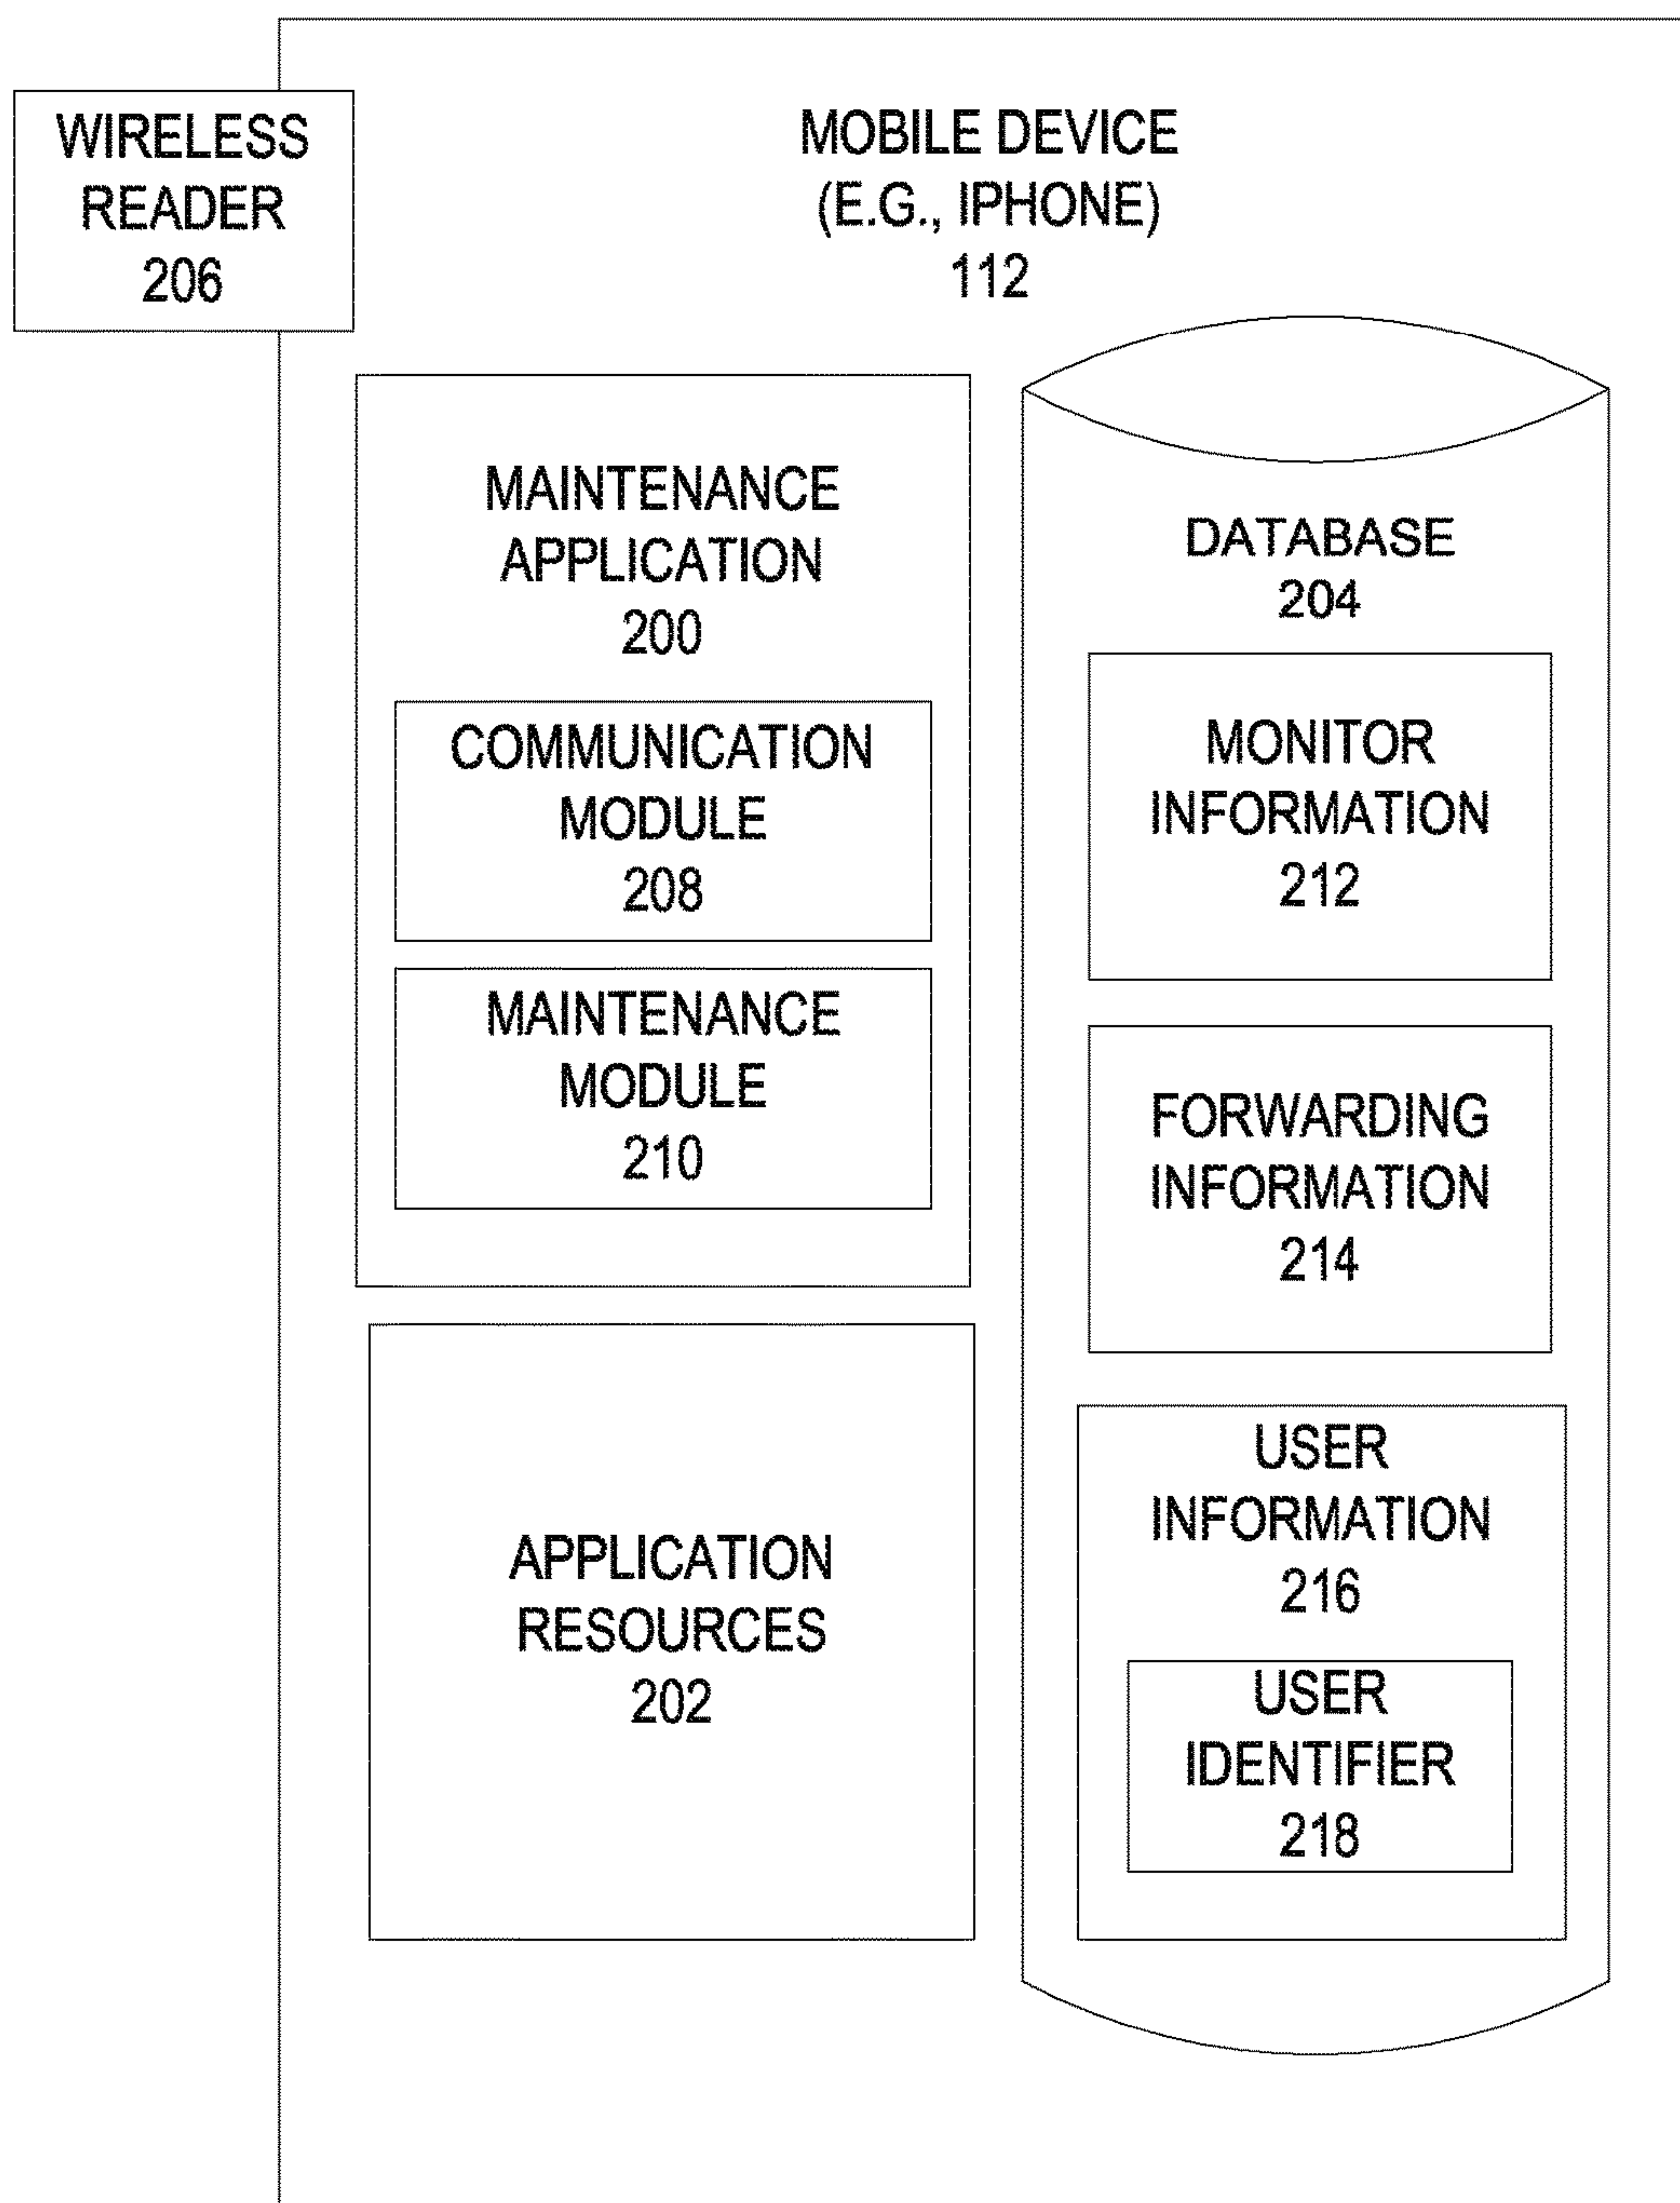 WIRELESS
READER
206
MOBILE DEVICE
(E.G., IPHONE)
112
MAINTENANCE
APPLICATION
200
COMMUNICATION
MODULE
208
MAINTENANCE
MODULE
210
APPLICATION
RESOURCES
202
DATABASE
204
MONITOR
INFORMATION
212
FORWARDING
INFORMATION
214
USER
INFORMATION
216
USER
IDENTIFIER
218